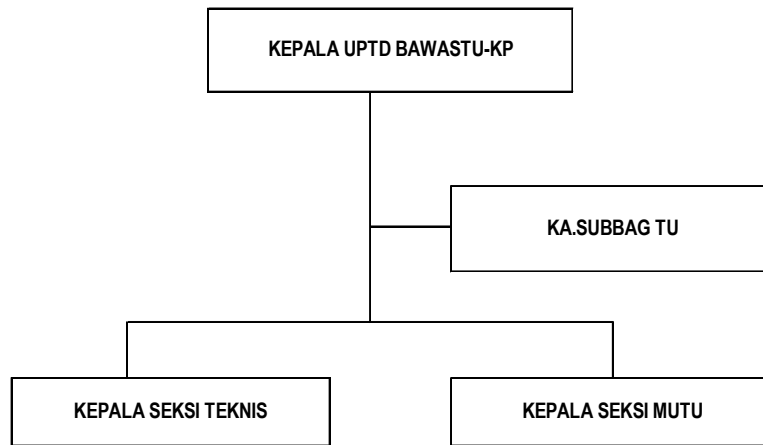 KEPALA UPTD BAWASTU-KP
KA.SUBBAG TU
KEPALA SEKSI TEKNIS
KEPALA SEKSI MUTU